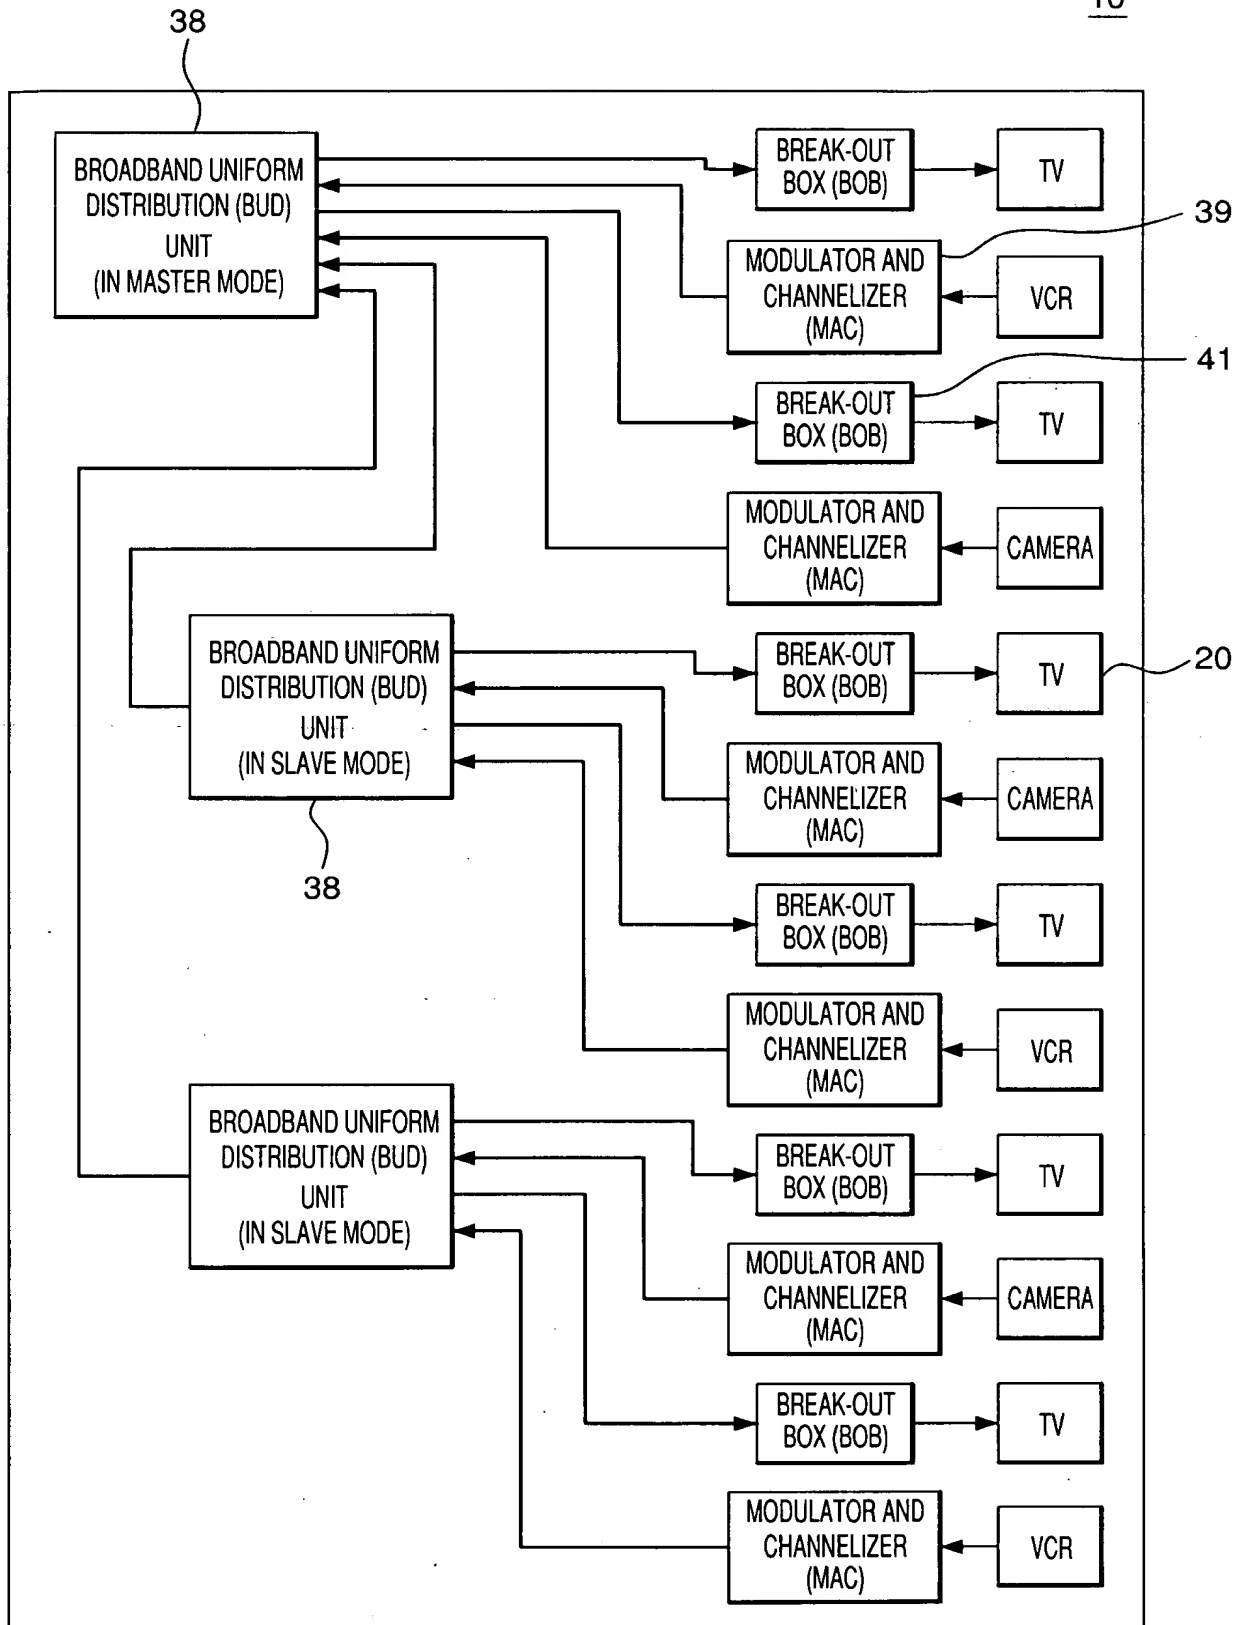 38
BROADBAND UNIFORM
DISTRIBUTION (BUD)
UNIT
(IN MASTER MODE)
BREAK-OUT
BOX (BOB)
TV
39
MODULATOR AND
CHANNELIZER
(MAC)
VCR
41
BREAK-OUT
BOX (BOB)
TV
MODULATOR AND
CHANNELIZER
(MAC)
CAMERA
BROADBAND UNIFORM
DISTRIBUTION (BUD)
UNIT
(IN SLAVE MODE)
38
BREAK-OUT
BOX (BOB)
TV
20
MODULATOR AND
CHANNELIZER
(MAC)
CAMERA
BREAK-OUT
BOX (BOB)
TV
MODULATOR AND
CHANNELIZER
(MAC)
VCR
BROADBAND UNIFORM
DISTRIBUTION (BUD)
UNIT
(IN SLAVE MODE)
BREAK-OUT
BOX (BOB)
TV
MODULATOR AND
CHANNELIZER
(MAC)
CAMERA
BREAK-OUT
BOX (BOB)
TV
MODULATOR AND
CHANNELIZER
(MAC)
VCR